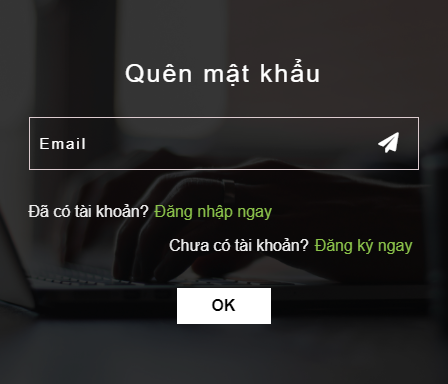 Quên mật khẩu
Email
Đã có tài khoản? Đăng nhập ngay
Chưa có tài khoản? Đăng ký ngay
OK